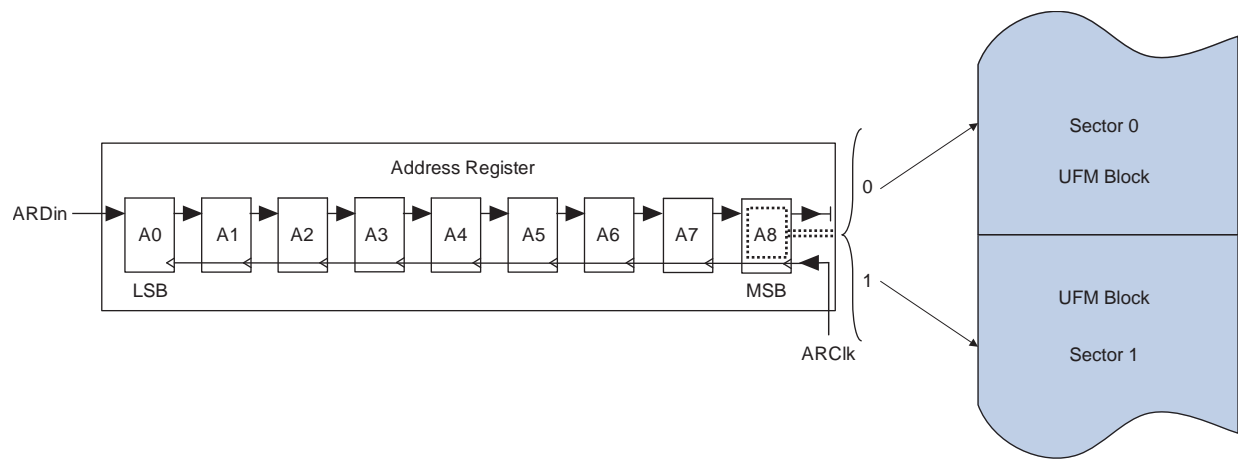 Address Register
ARDin
A0 A1 A2 A3 A4 A5 A6 A7 A8
LSB MSB
ARClk
0
1
Sector 0
UFM Block
UFM Block
Sector 1